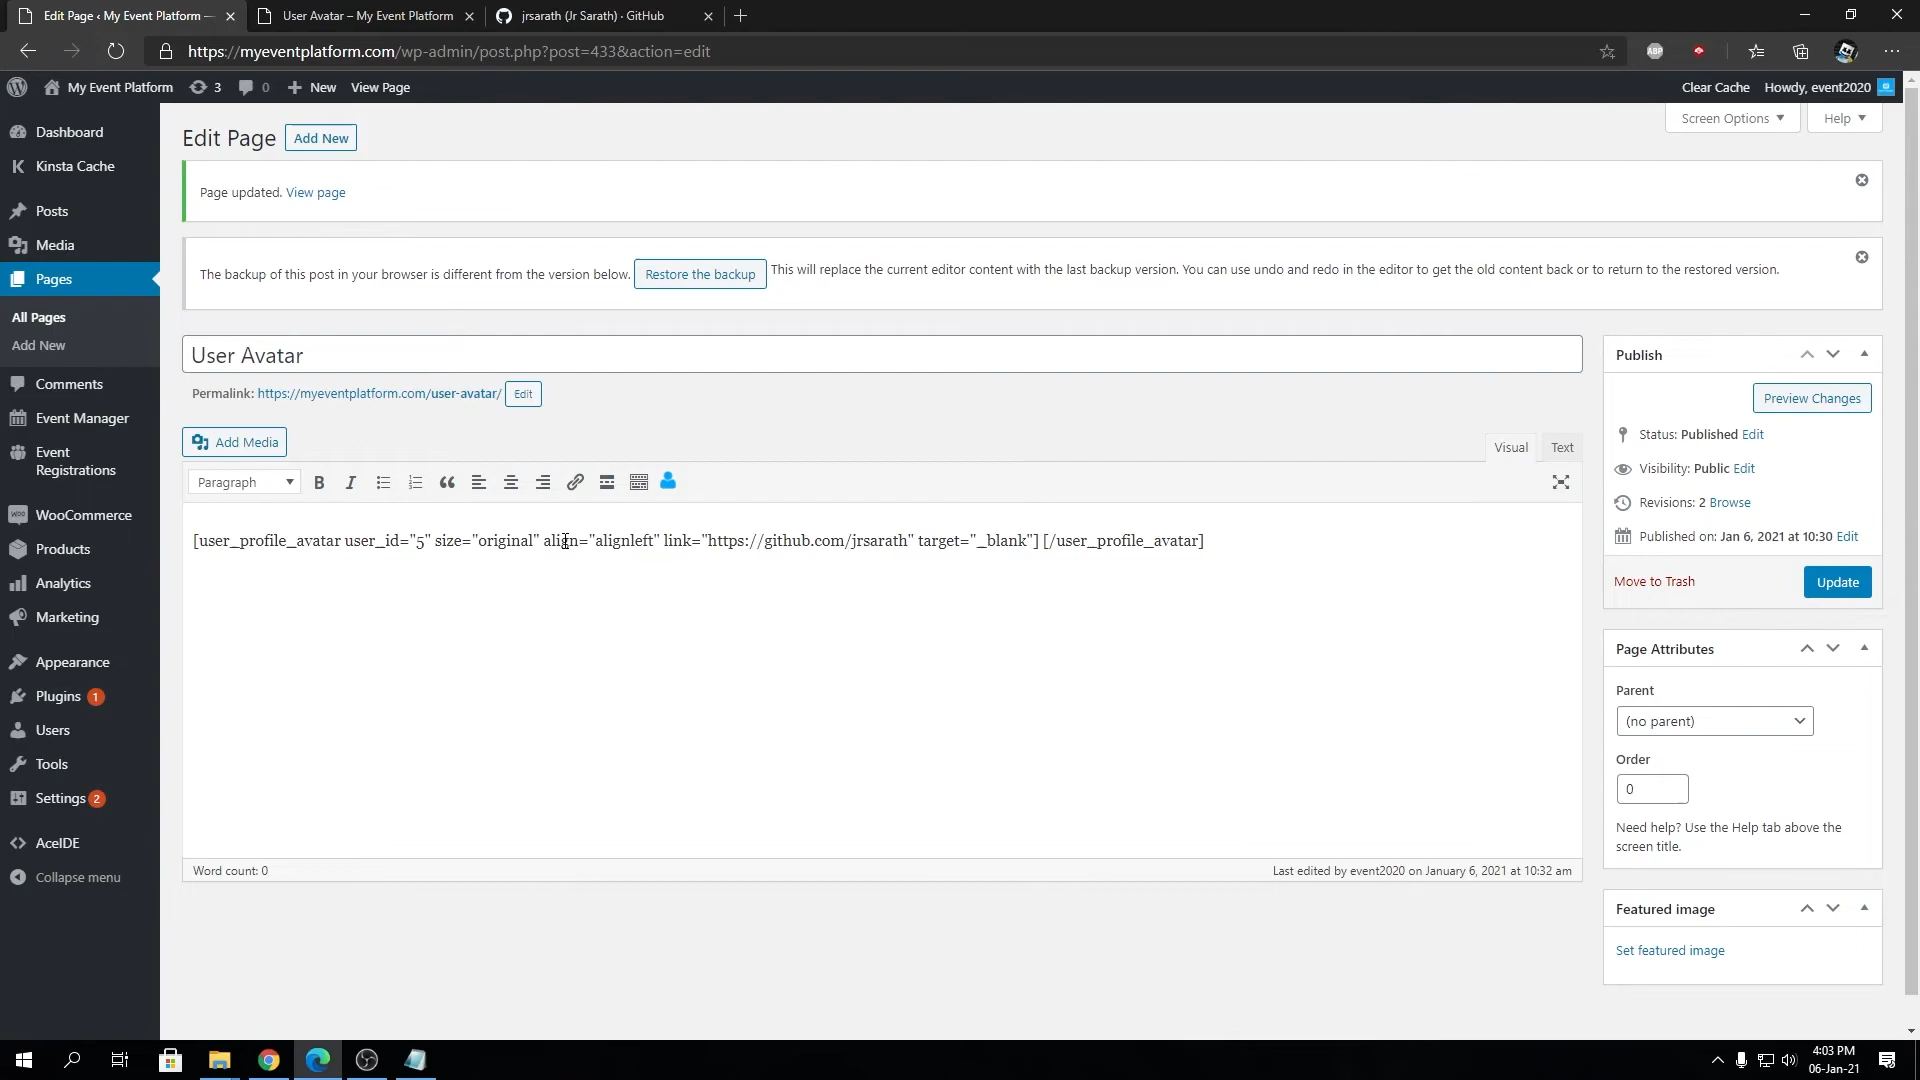 Edit Page ‹ My Event Platform —
User Avatar – My Event Platform
jrsarath (Jr Sarath) · GitHub
https://myeventplatform.com/wp-admin/post.php?post=433&action=edit
ABP
My Event Platform
3
0
New
View Page
Clear Cache
Howdy, event2020
Dashboard
Kinsta Cache
Posts
Media
Pages
All Pages
Add New
Comments
Event Manager
Event Registrations
WooCommerce
Products
Analytics
Marketing
Appearance
Plugins 1
Users
Tools
Settings 2
AceIDE
Collapse menu
Screen Options
Help
Edit Page
Add New
Page updated. View page
The backup of this post in your browser is different from the version below. Restore the backup This will replace the current editor content with the last backup version. You can use undo and redo in the editor to get the old content back or to return to the restored version.
User Avatar
Permalink: https://myeventplatform.com/user-avatar/ Edit
Add Media
Visual
Text
Paragraph
[user_profile_avatar user_id="5" size="original" align="alignleft" link="https://github.com/jrsarath" target="_blank"] [/user_profile_avatar]
Word count: 0
Last edited by event2020 on January 6, 2021 at 10:32 am
Publish
Preview Changes
Status: Published Edit
Visibility: Public Edit
Revisions: 2 Browse
Published on: Jan 6, 2021 at 10:30 Edit
Move to Trash
Update
Page Attributes
Parent
(no parent)
Order
0
Need help? Use the Help tab above the
screen title.
Featured image
Set featured image
4:03 PM
06-Jan-21